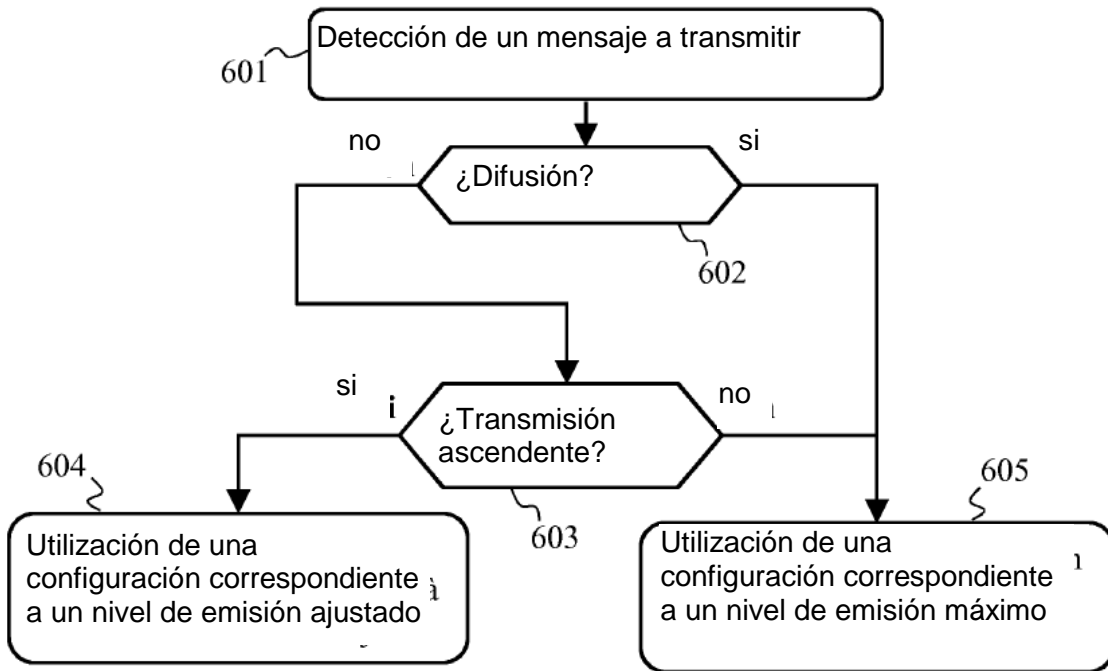 Detección de un mensaje a transmitir
601
no
si
¿Difusión?
602
si
no
¿Transmisión
ascendente?
603
604
605
Utilización de una
configuración correspondiente
a un nivel de emisión ajustado
Utilización de una
configuración correspondiente
a un nivel de emisión máximo